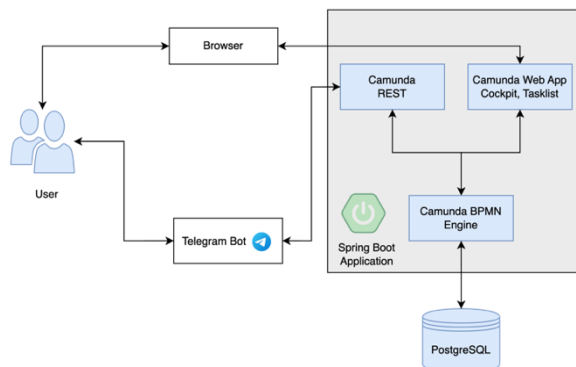 Browser
Camunda
REST
Camunda Web App
Cockpit, Tasklist
User
Telegram Bot
Spring Boot
Application
Camunda BPMN
Engine
PostgreSQL